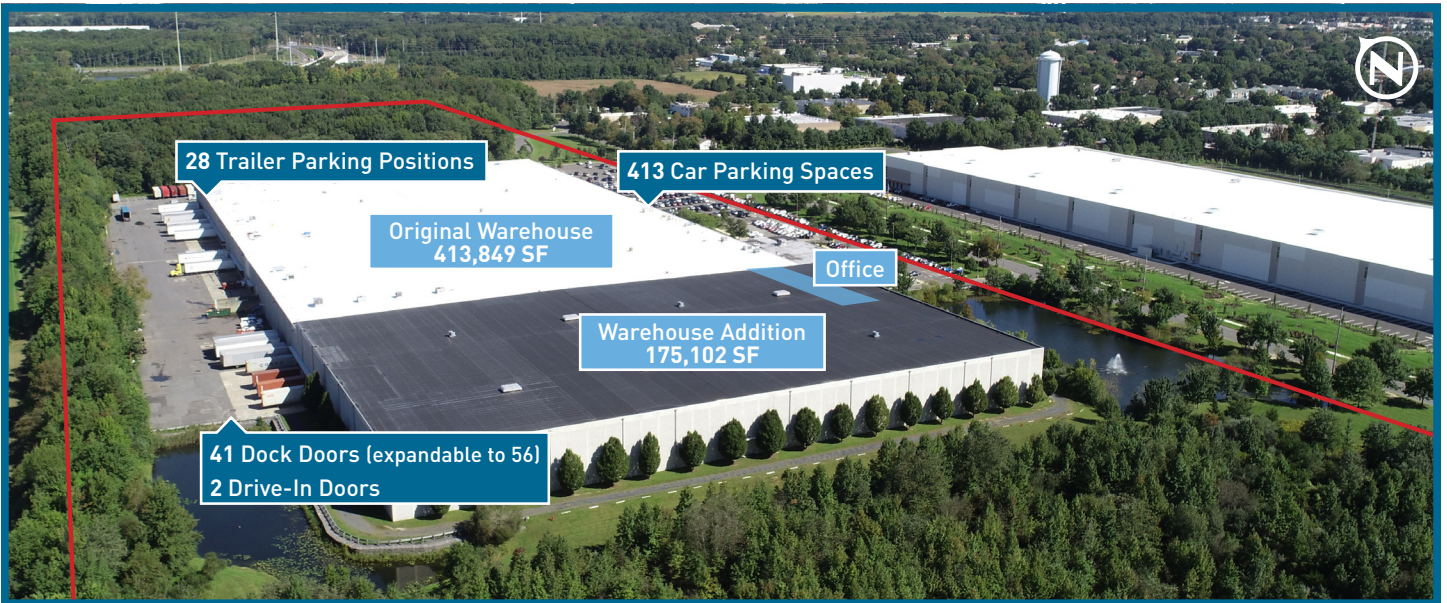 N
28 Trailer Parking Positions
413 Car Parking Spaces
Original Warehouse
413,849 SF
Office
Warehouse Addition
175,102 SF
41 Dock Doors (expandable to 56)
2 Drive-In Doors